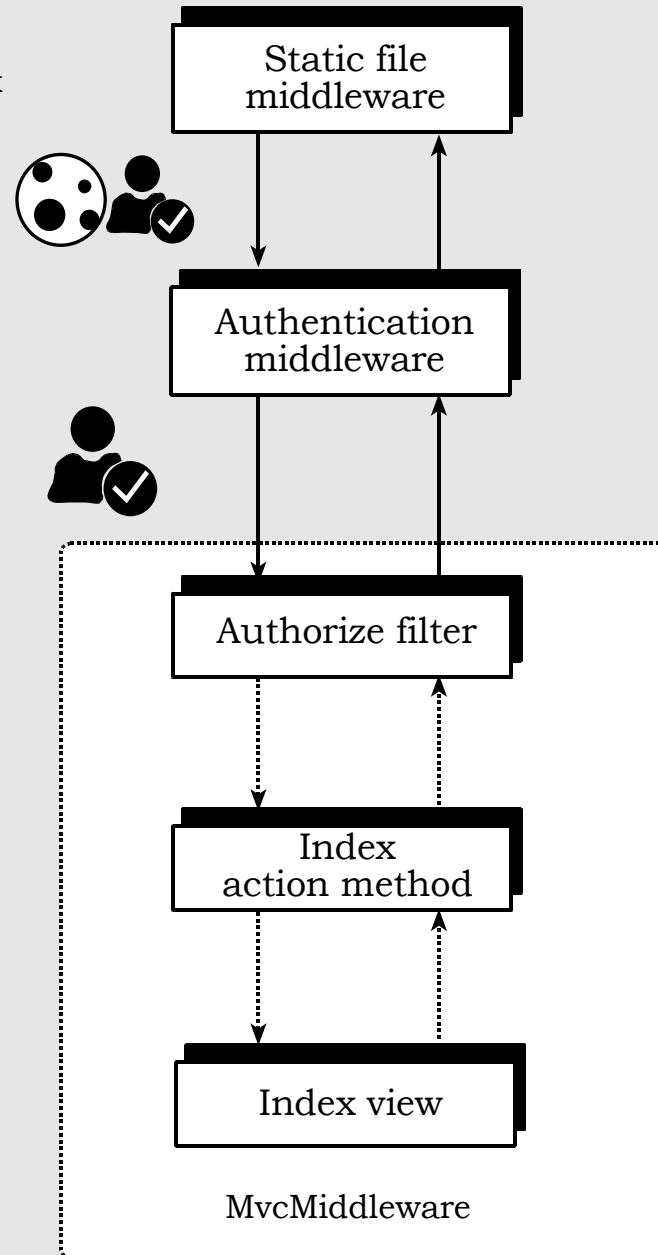 Static file
middleware
Authentication
middleware
Authorize filter
Index
action method
Index view
MvcMiddleware